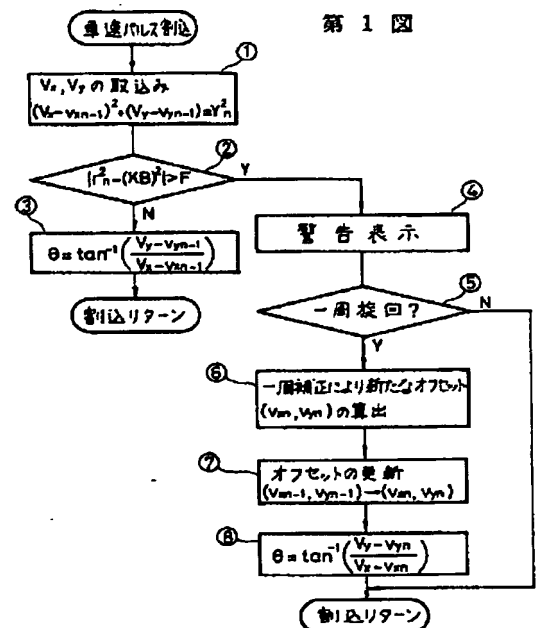 第1図
車速パルス割込
①
Vx, Vyの取込み
(Vx-Vxn-1)²+(Vy-Vyn-1)²=r²n
②
|r²n-(KB)²|>F
Y
N
③
θ=tan⁻¹(Vy-Vyn-1/Vx-Vxn-1)
割込リターン
④
警告表示
⑤
一周旋回?
N
Y
⑥
一周補正により新たなオフセット
(Vxn, Vyn)の算出
⑦
オフセットの更新
(Vxn-1, Vyn-1)→(Vxn, Vyn)
⑧
θ=tan⁻¹(Vy-Vyn/Vx-Vxn)
割込リターン